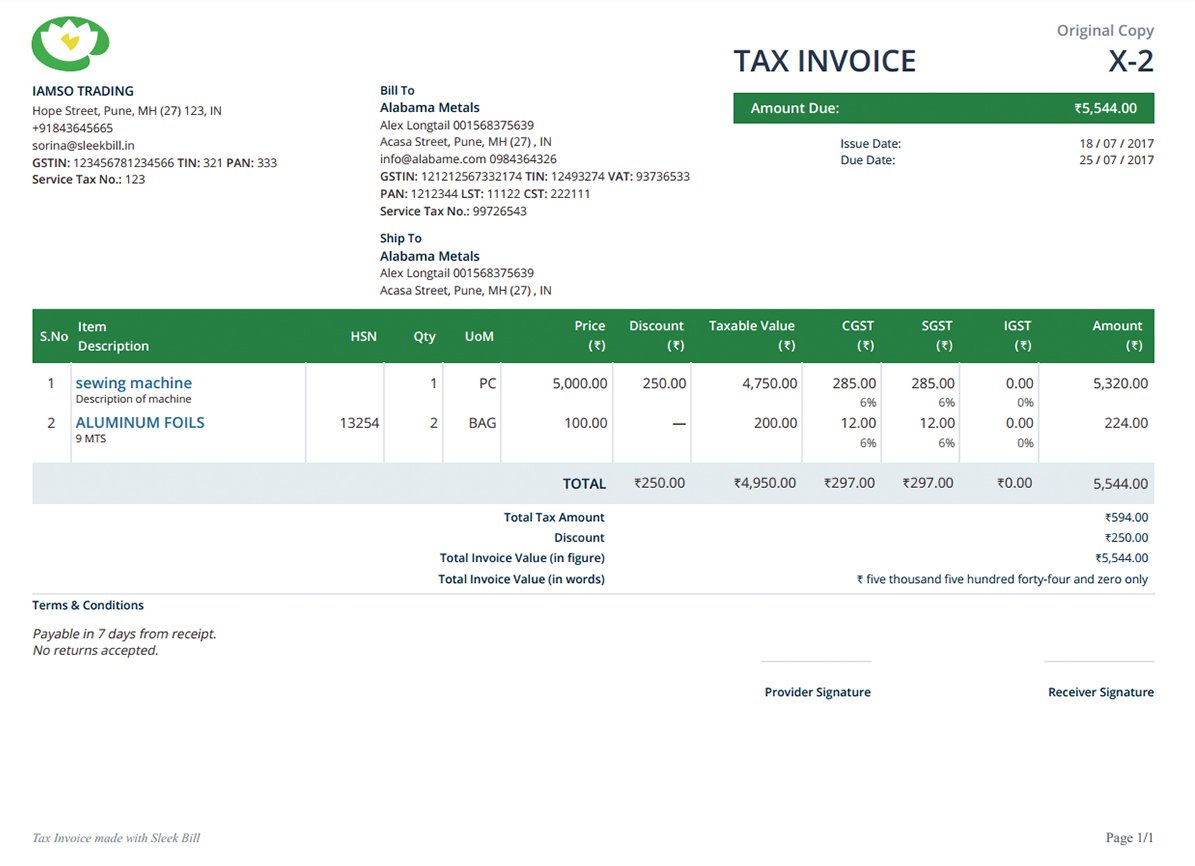 Original Copy
TAX INVOICE X-2
Amount Due: ₹5,544.00
Issue Date: 18 / 07 / 2017
Due Date: 25 / 07 / 2017
IAMSO TRADING
Hope Street, Pune, MH (27) 123, IN
+91843645665
sorina@sleekbill.in
GSTIN: 123456781234566 TIN: 321 PAN: 333
Service Tax No.: 123
Bill To
Alabama Metals
Alex Longtail 001568375639
Acasa Street, Pune, MH (27) , IN
info@alabame.com 0984364326
GSTIN: 121212567332174 TIN: 12493274 VAT: 93736533
PAN: 1212344 LST: 11122 CST: 222111
Service Tax No.: 99726543
Ship To
Alabama Metals
Alex Longtail 001568375639
Acasa Street, Pune, MH (27) , IN
S.No Item Description HSN Qty UoM Price (₹) Discount (₹) Taxable Value (₹) CGST (₹) SGST (₹) IGST (₹) Amount (₹)
1 sewing machine 1 PC 5,000.00 250.00 4,750.00 285.00 285.00 0.00 5,320.00
Description of machine 6% 6% 0%
2 ALUMINUM FOILS 13254 2 BAG 100.00 — 200.00 12.00 12.00 0.00 224.00
9 MTS 6% 6% 0%
TOTAL ₹250.00 ₹4,950.00 ₹297.00 ₹297.00 ₹0.00 5,544.00
Total Tax Amount ₹594.00
Discount ₹250.00
Total Invoice Value (in figure) ₹5,544.00
Total Invoice Value (in words) ₹ five thousand five hundred forty-four and zero only
Terms & Conditions
Payable in 7 days from receipt.
No returns accepted.
Provider Signature Receiver Signature
Tax Invoice made with Sleek Bill Page 1/1